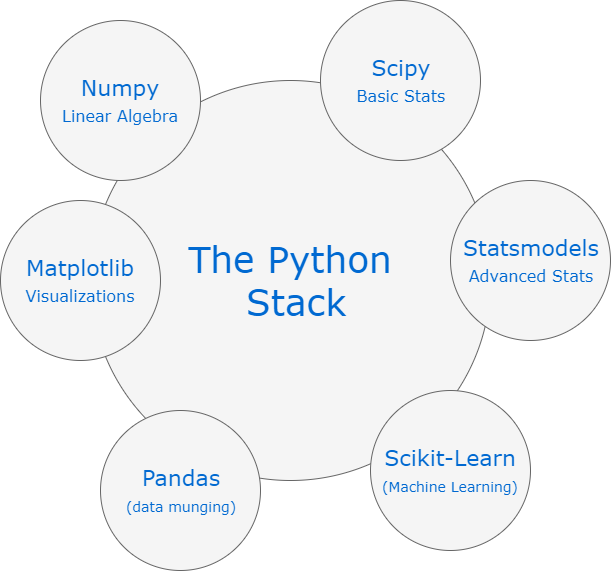 Numpy
Linear Algebra
Scipy
Basic Stats
Matplotlib
Visualizations
The Python
Stack
Statsmodels
Advanced Stats
Pandas
(data munging)
Scikit-Learn
(Machine Learning)